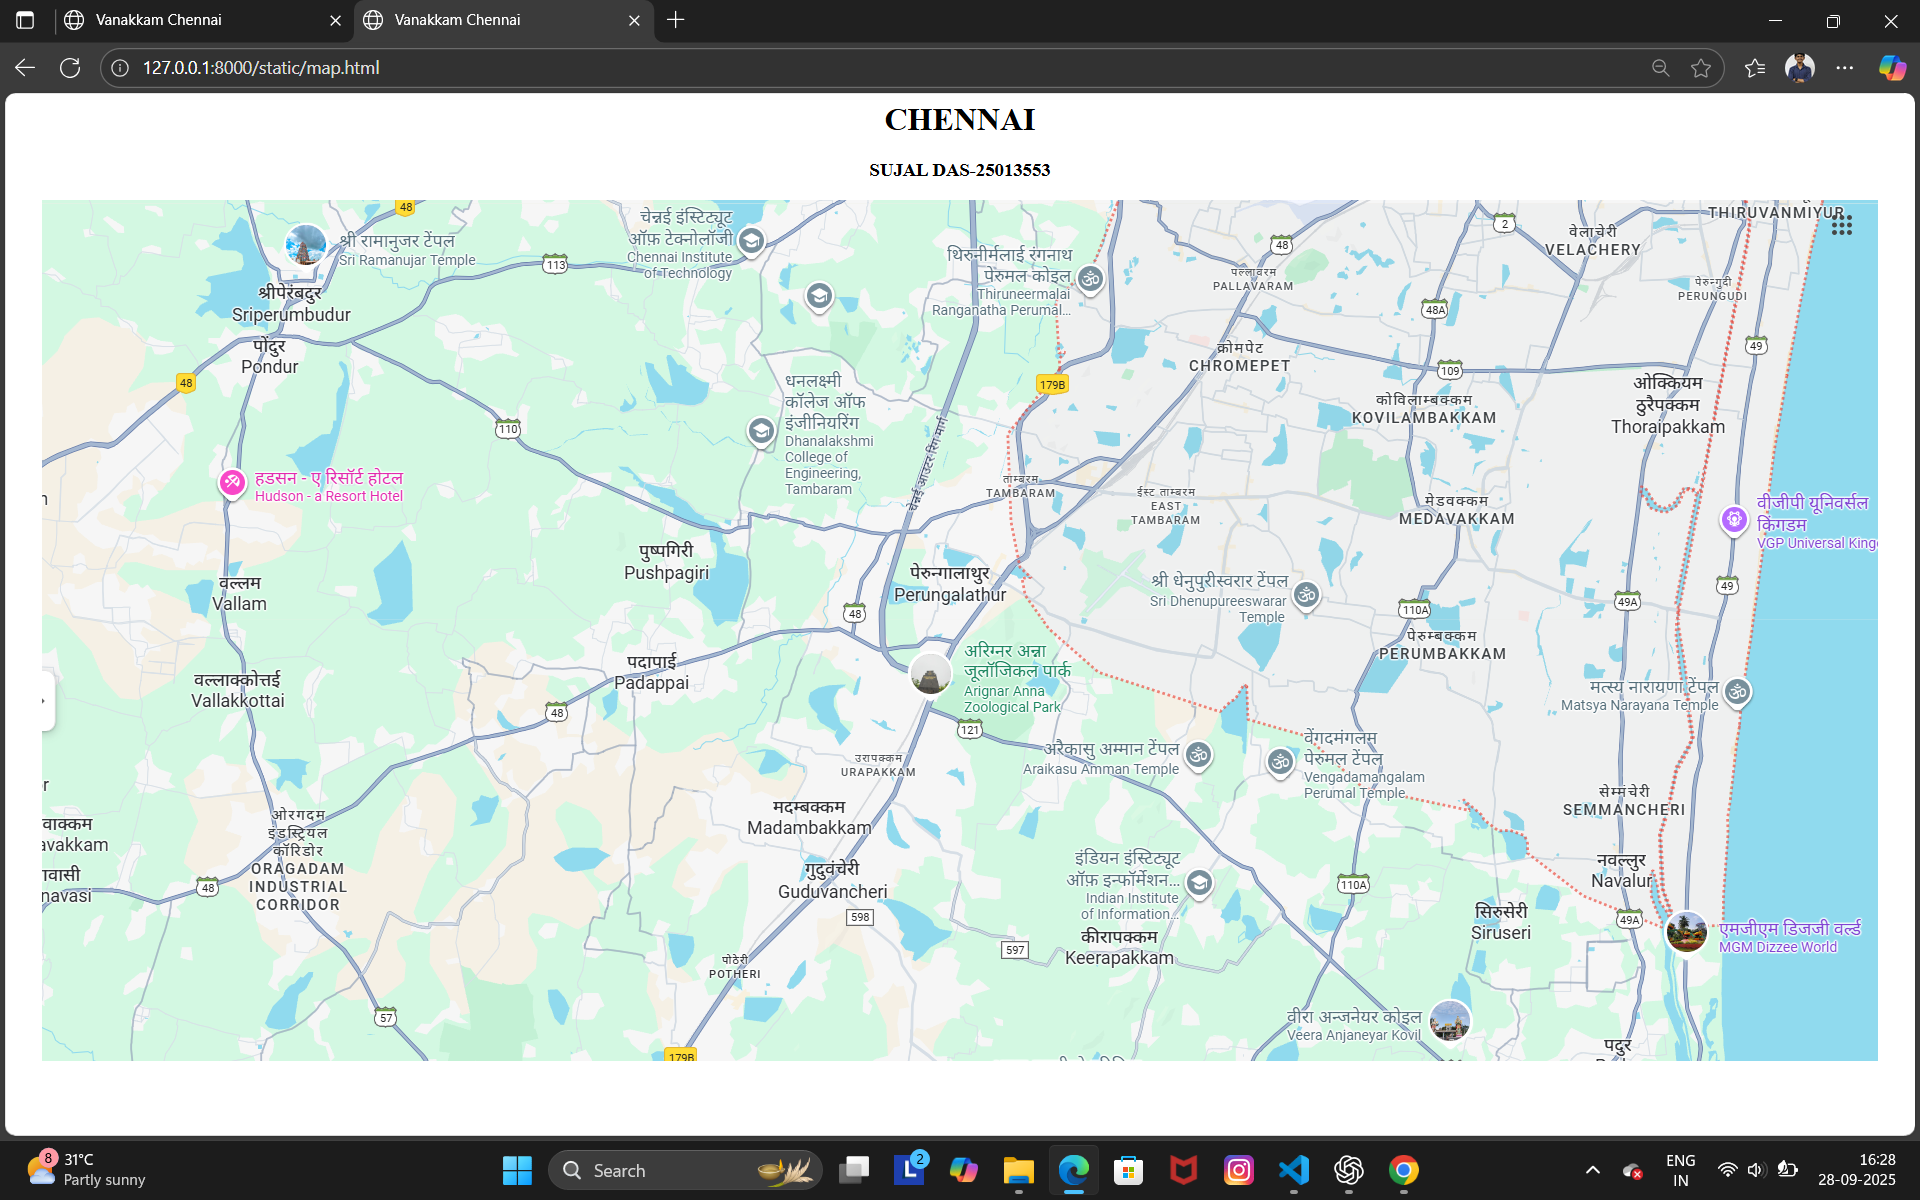 Vanakkam Chennai
Vanakkam Chennai
127.0.0.1:8000/static/map.html
CHENNAI
SUJAL DAS-25013553
48
श्री रामानुजर टेंपल
Sri Ramanujar Temple
113
चेन्नई इंस्टिट्यूट
ऑफ़ टेक्नोलॉजी
Chennai Institute
of Technology
थिरुनीर्मलाई रंगनाथ
पेरुमल कोइल
Thiruneermalai
Ranganatha Perumal...
48
2
वेलाचेरी
VELACHERY
THIRUVANMIYUR
पल्लावरम
PALLAVARAM
पेरुन्गुदी
PERUNGUDI
श्रीपेरंबदुर
Sriperumbudur
48A
पोंदुर
Pondur
49
क्रोमपेट
CHROMEPET
109
48
179B
धनलक्ष्मी
कॉलेज ऑफ
इंजीनियरिंग
Dhanalakshmi
College of
Engineering,
Tambaram
ओक्कियम
ठुरैपक्कम
Thoraipakkam
कोविलाम्बक्कम
KOVILAMBAKKAM
110
चेन्नई आउटर रिंग मार्ग
हडसन - ए रिसॉर्ट होटल
Hudson - a Resort Hotel
n
ताम्बरम
TAMBARAM
ईस्ट ताम्बरम
EAST
TAMBARAM
मेडवक्कम
MEDAVAKKAM
वीजीपी यूनिवर्सल
किंगडम
VGP Universal King
पुष्पगिरी
Pushpagiri
पेरुन्गालाथुर
Perungalathur
वल्लम
Vallam
श्री धेनुपुरीस्वरार टेंपल
Sri Dhenupureeswarar
Temple
49
49A
110A
48
पेरुम्बक्कम
PERUMBAKKAM
पदापाई
Padappai
अरिग्नर अन्ना
जूलॉजिकल पार्क
Arignar Anna
Zoological Park
वल्लाक्कोत्तई
Vallakkottai
मत्स्य नारायणा टेंपल
Matsya Narayana Temple
48
121
अरैकासु अम्मान टेंपल
Araikasu Amman Temple
वेंगदमंगलम
पेरुमल टेंपल
Vengadamangalam
Perumal Temple
उरापक्कम
URAPAKKAM
r
सेम्मंचेरी
SEMMANCHERI
मदम्बक्कम
Madambakkam
वाक्कम
avakkam
ओरगदम
इंडस्ट्रियल
कॉरिडोर
ORAGADAM
INDUSTRIAL
CORRIDOR
गुदुवंचेरी
Guduvancheri
इंडियन इंस्टिट्यूट
ऑफ़ इन्फॉर्मेशन...
Indian Institute
of Information...
नवल्लुर
Navalur
वासी
navasi
48
110A
598
सिरुसेरी
Siruseri
49A
एमजीएम डिजजी वर्ल्ड
MGM Dizzee World
कीरापक्कम
Keerapakkam
597
पोठेरी
POTHERI
57
वीरा अन्जनेयर कोइल
Veera Anjaneyar Kovil
पदुर
179B
8
31°C
Partly sunny
Search
L
2
ENG
IN
16:28
28-09-2025